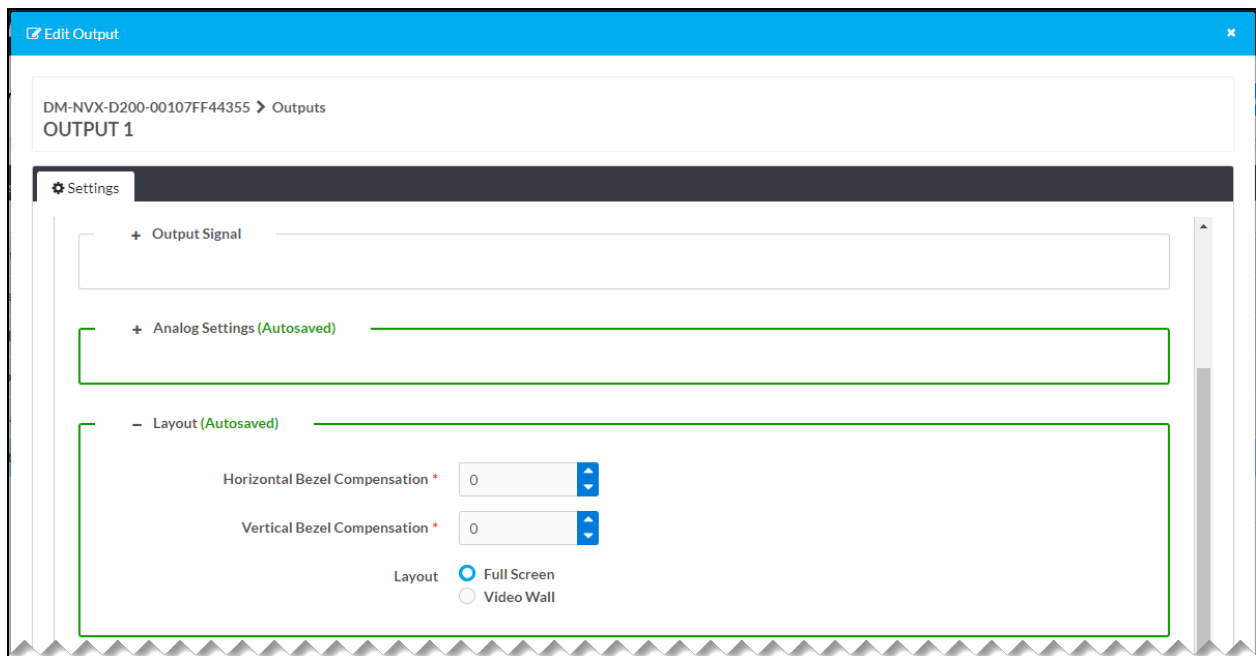 Edit Output
DM-NVX-D200-00107FF44355 > Outputs
OUTPUT 1
Settings
+ Output Signal
+ Analog Settings (Autosaved)
– Layout (Autosaved)
Horizontal Bezel Compensation * 0
Vertical Bezel Compensation * 0
Layout Full Screen
Video Wall